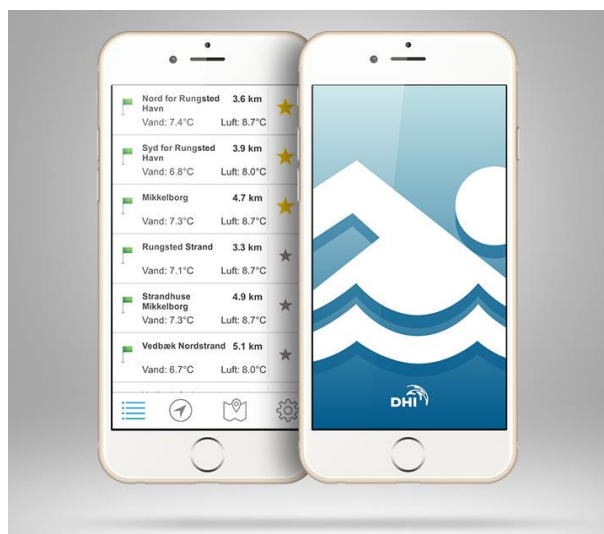 Nord for Rungsted 3.6 km
Havn
Vand: 7.4°C Luft: 8.7°C
Syd for Rungsted 3.9 km
Havn
Vand: 6.8°C Luft: 8.0°C
Mikkelborg 4.7 km
Vand: 7.3°C Luft: 8.7°C
Rungsted Strand 3.3 km
Vand: 7.1°C Luft: 8.7°C
Strandhuse 4.9 km
Mikkelborg
Vand: 7.3°C Luft: 8.7°C
Vedbæk Nordstrand 5.1 km
Vand: 6.7°C Luft: 8.0°C
DHI